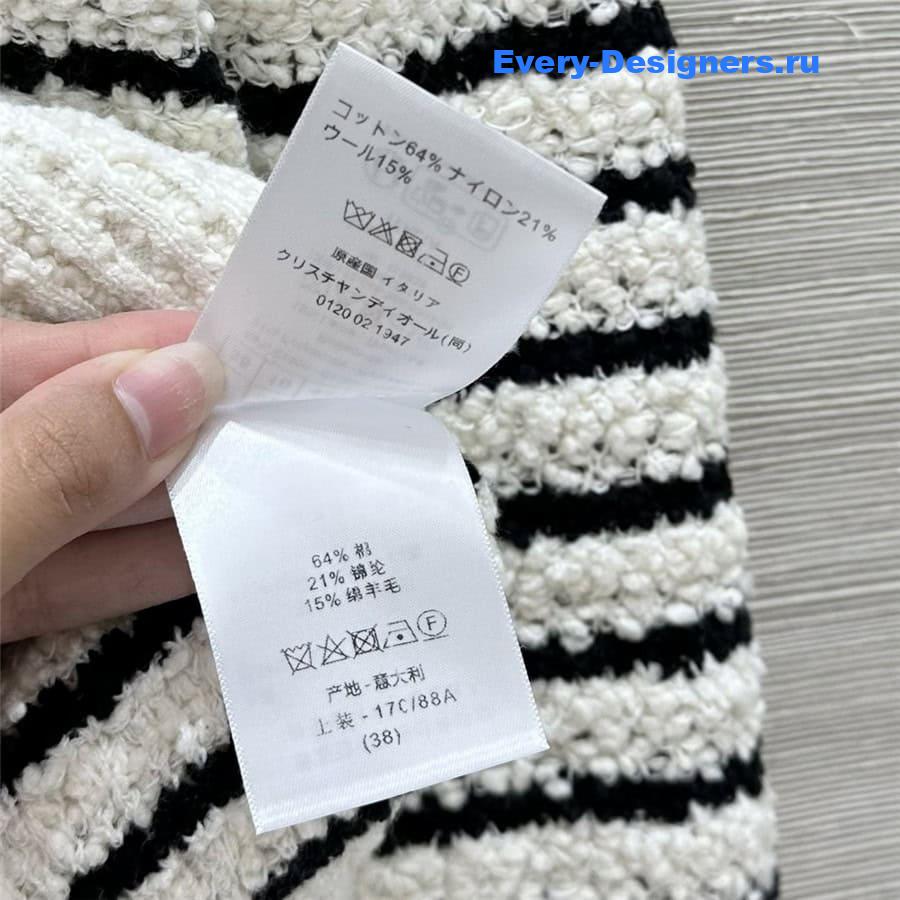 Every-Designers.ru
コットン64% ナイロン21%
ウール15%
原産国 イタリア
クリスチャンディオール(同)
0120 02 1947
64% 棉
21% 锦纶
15% 绵羊毛
F
产地 - 意大利
上装 - 170/88A
(38)